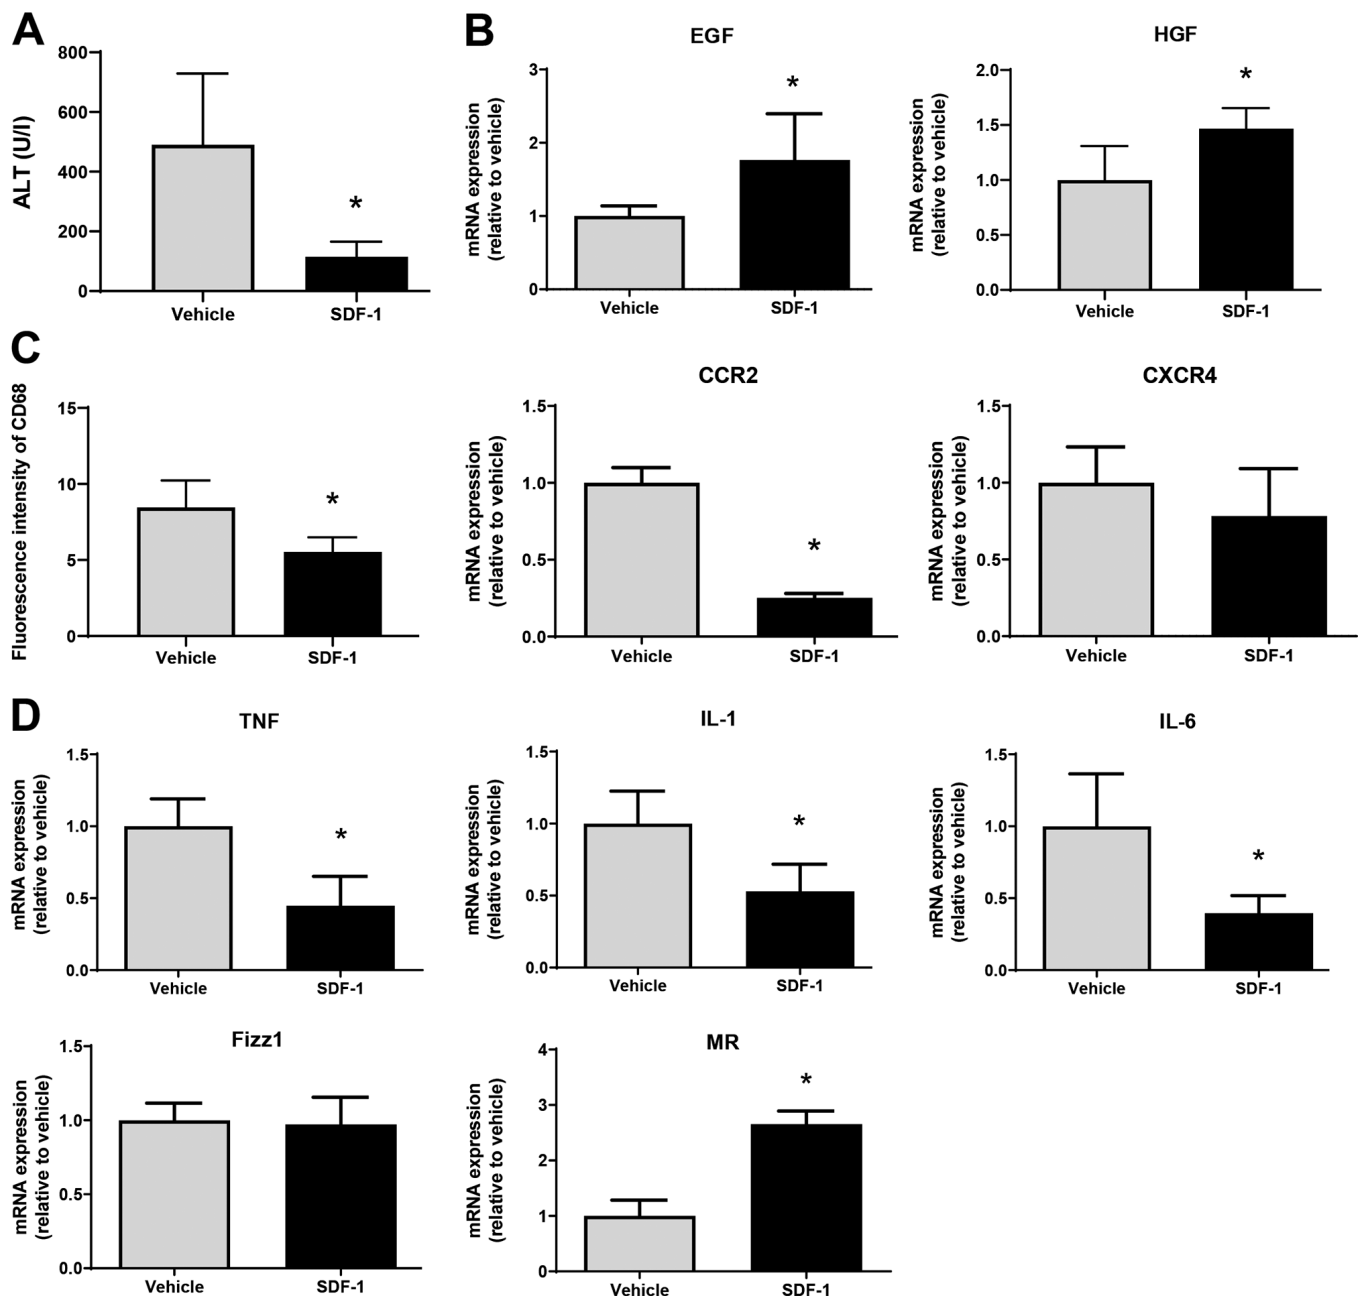 A
800
600
400
200
0
ALT (U/I)
*
Vehicle
SDF-1
B
EGF
3
2
1
0
mRNA expression
(relative to vehicle)
*
Vehicle
SDF-1
HGF
2.0
1.5
1.0
0.5
0.0
mRNA expression
(relative to vehicle)
*
Vehicle
SDF-1
C
15
10
5
0
Fluorescence intensity of CD68
*
Vehicle
SDF-1
CCR2
1.5
1.0
0.5
0.0
mRNA expression
(relative to vehicle)
*
Vehicle
SDF-1
CXCR4
1.5
1.0
0.5
0.0
mRNA expression
(relative to vehicle)
Vehicle
SDF-1
D
TNF
1.5
1.0
0.5
0.0
mRNA expression
(relative to vehicle)
*
Vehicle
SDF-1
IL-1
1.5
1.0
0.5
0.0
mRNA expression
(relative to vehicle)
*
Vehicle
SDF-1
IL-6
1.5
1.0
0.5
0.0
mRNA expression
(relative to vehicle)
*
Vehicle
SDF-1
Fizz1
1.5
1.0
0.5
0.0
mRNA expression
(relative to vehicle)
Vehicle
SDF-1
MR
4
3
2
1
0
mRNA expression
(relative to vehicle)
*
Vehicle
SDF-1